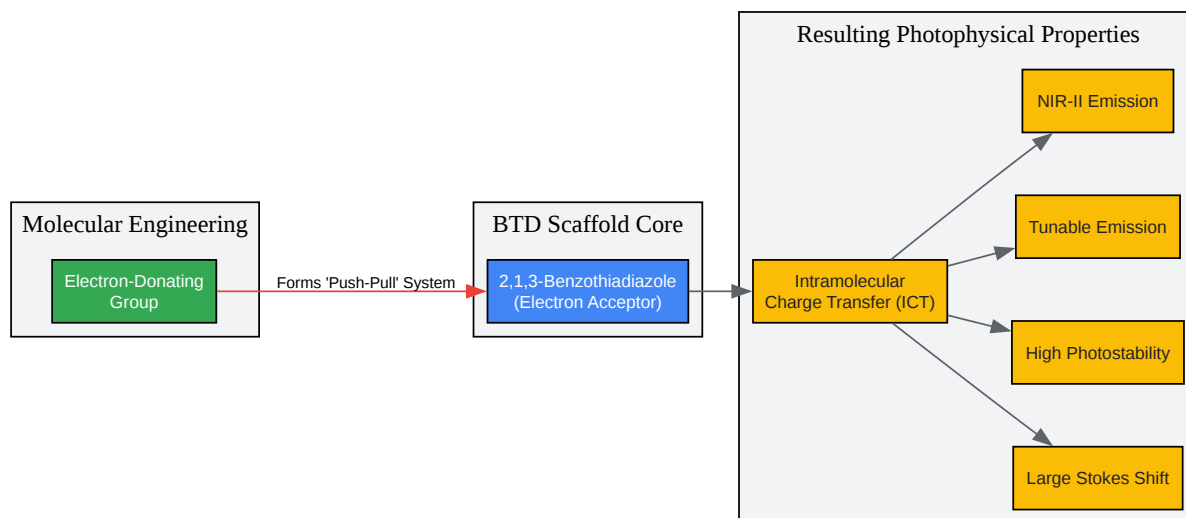 Resulting Photophysical Properties
NIR-II Emission
Molecular Engineering
BTD Scaffold Core
Tunable Emission
Electron-Donating
Group
Forms 'Push-Pull' System
2,1,3-Benzothiadiazole
(Electron Acceptor)
Intramolecular
Charge Transfer (ICT)
High Photostability
Large Stokes Shift